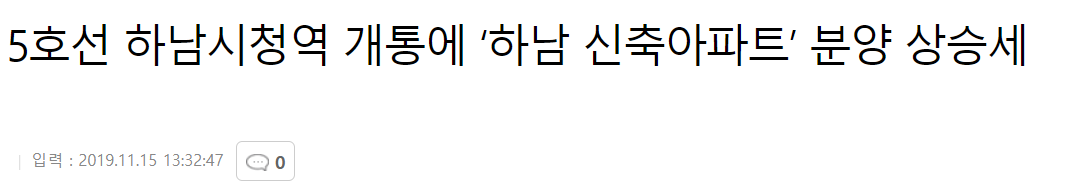 5호선 하남시청역 개통에 ‘하남 신축아파트’ 분양 상승세
| 입력 : 2019.11.15 13:32:47 0